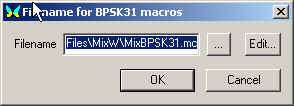 Filename for BPSK31 macros
Filename Files\MixW\MixBPSK31.mc ... Edit...
OK Cancel